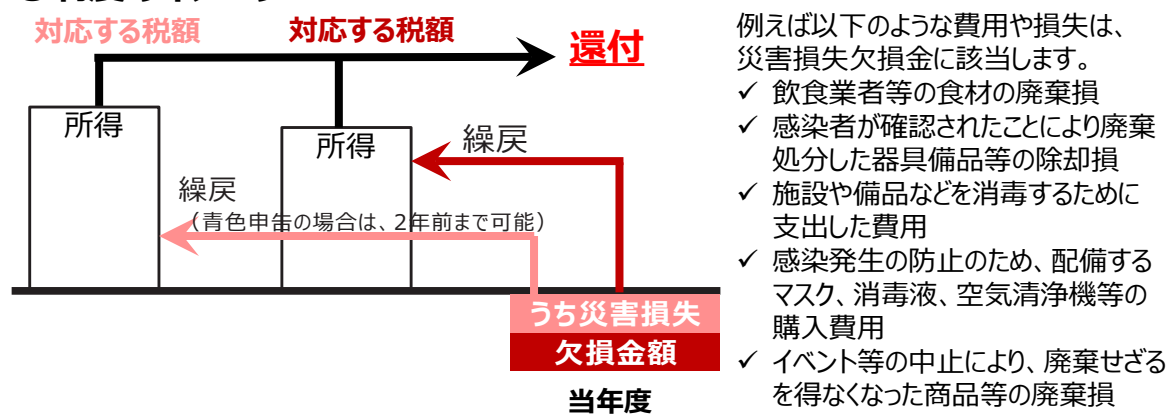 対応する税額
対応する税額
還付
所得
所得
繰戻
繰戻
（青色申告の場合は、2年前まで可能）
うち災害損失
欠損金額
当年度
例えば以下のような費用や損失は、
災害損失欠損金に該当します。
✓ 飲食業者等の食材の廃棄損
✓ 感染者が確認されたことにより廃棄
処分した器具備品等の除却損
✓ 施設や備品などを消毒するために
支出した費用
✓ 感染発生の防止のため、配備する
マスク、消毒液、空気清浄機等の
購入費用
✓ イベント等の中止により、廃棄せざる
を得なくなった商品等の廃棄損